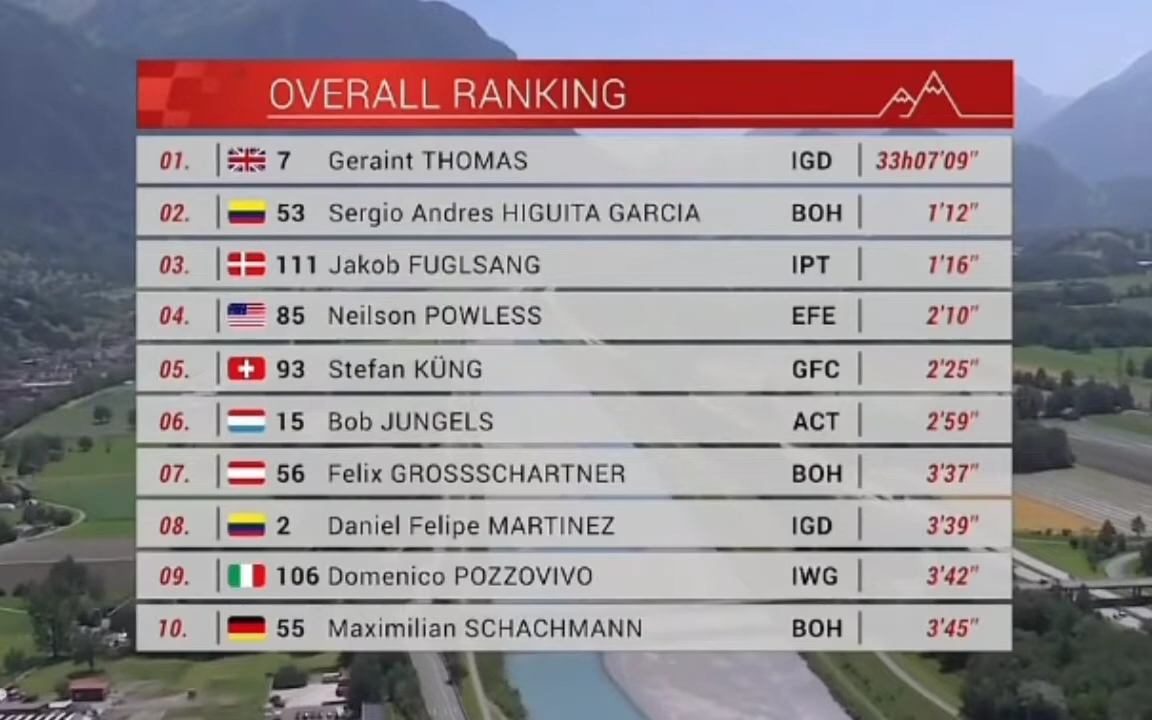 OVERALL RANKING
01. 7 Geraint THOMAS IGD 33h07'09"
02. 53 Sergio Andres HIGUITA GARCIA BOH 1'12"
03. 111 Jakob FUGLSANG IPT 1'16"
04. 85 Neilson POWLESS EFE 2'10"
05. 93 Stefan KÜNG GFC 2'25"
06. 15 Bob JUNGELS ACT 2'59"
07. 56 Felix GROSSSCHARTNER BOH 3'37"
08. 2 Daniel Felipe MARTINEZ IGD 3'39"
09. 106 Domenico POZZOVIVO IWG 3'42"
10. 55 Maximilian SCHACHMANN BOH 3'45"